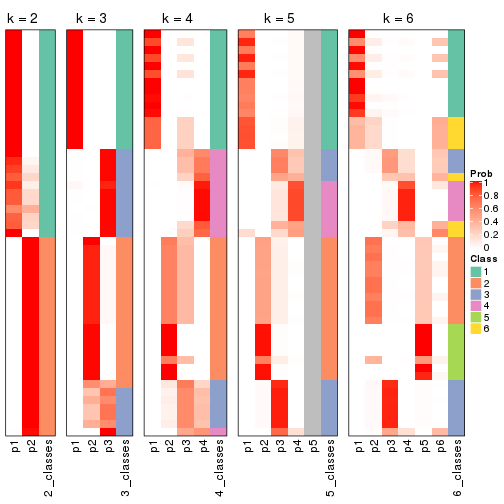 k = 2
k = 3
k = 4
k = 5
k = 6
Prob
1
0.8
0.6
0.4
0.2
0
Class
1
2
3
4
5
6
p1
p2
2_classes
p1
p2
p3
3_classes
p1
p2
p3
p4
4_classes
p1
p2
p3
p4
p5
5_classes
p1
p2
p3
p4
p5
p6
6_classes